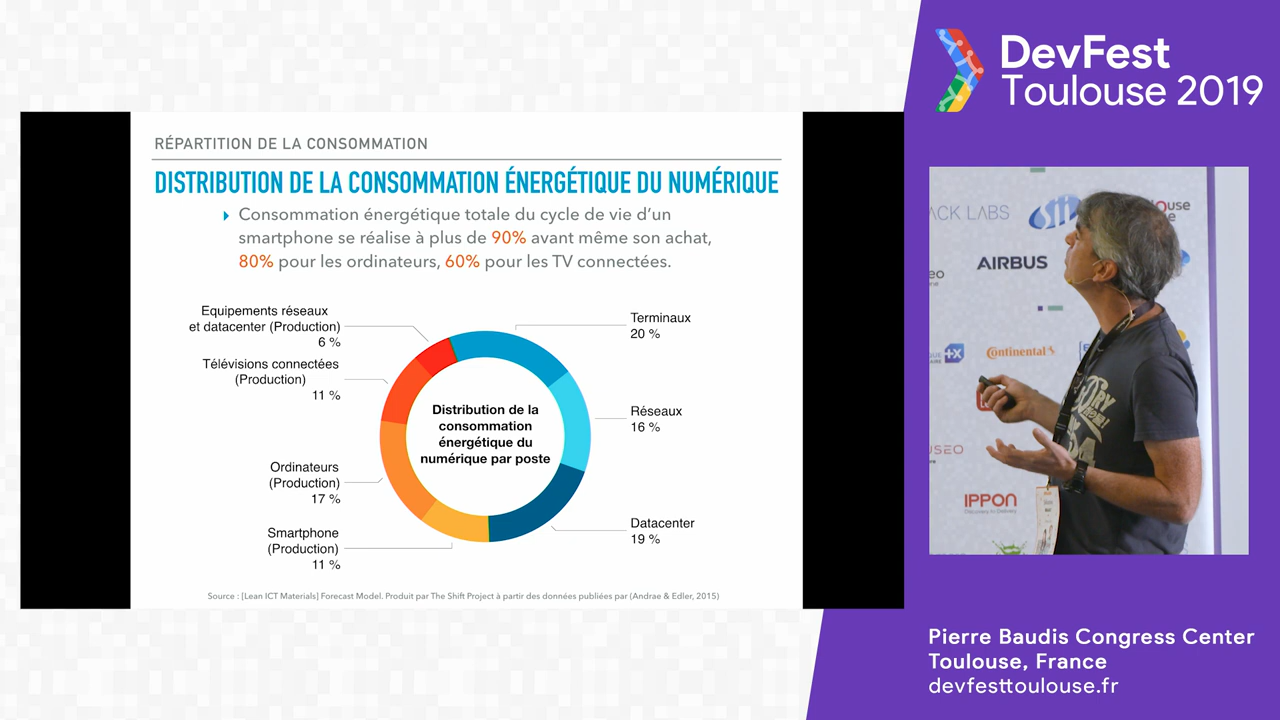 RÉPARTITION DE LA CONSOMMATION
DISTRIBUTION DE LA CONSOMMATION ÉNERGÉTIQUE DU NUMÉRIQUE
Consommation énergétique totale du cycle de vie d'un
smartphone se réalise à plus de 90% avant même son achat,
80% pour les ordinateurs, 60% pour les TV connectées.
Equipements réseaux
et datacenter (Production)
6 %
Télévisions connectées
(Production)
11 %
Ordinateurs
(Production)
17 %
Smartphone
(Production)
11 %
Distribution de la
consommation
énergétique du
numérique par poste
Terminaux
20 %
Réseaux
16 %
Datacenter
19 %
Source : [Lean ICT Materials] Forecast Model. Produit par The Shift Project à partir des données publiées par (Andrae & Edler, 2015)
DevFest
Toulouse 2019
ACK LABS
AIRBUS
Continental
IPPON
Pierre Baudis Congress Center
Toulouse, France
devfesttoulouse.fr